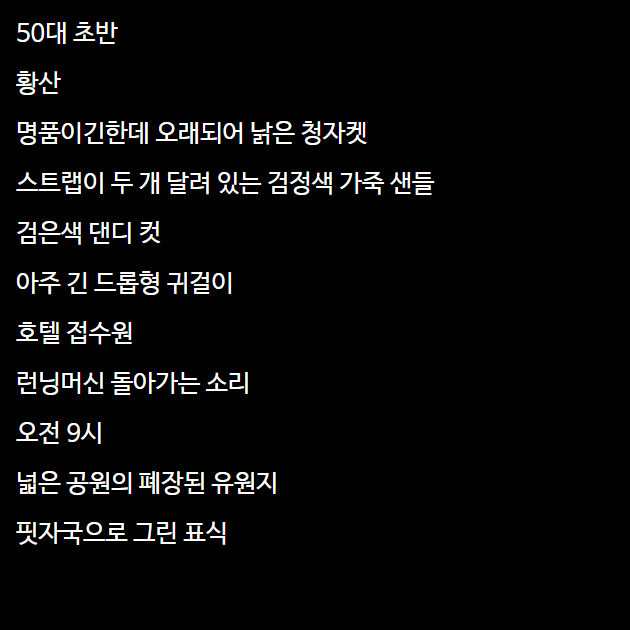 50대 초반
황산
명품이긴한데 오래되어 낡은 청자켓
스트랩이 두 개 달려 있는 검정색 가죽 샌들
검은색 댄디 컷
아주 긴 드롭형 귀걸이
호텔 접수원
런닝머신 돌아가는 소리
오전 9시
넓은 공원의 폐장된 유원지
핏자국으로 그린 표식